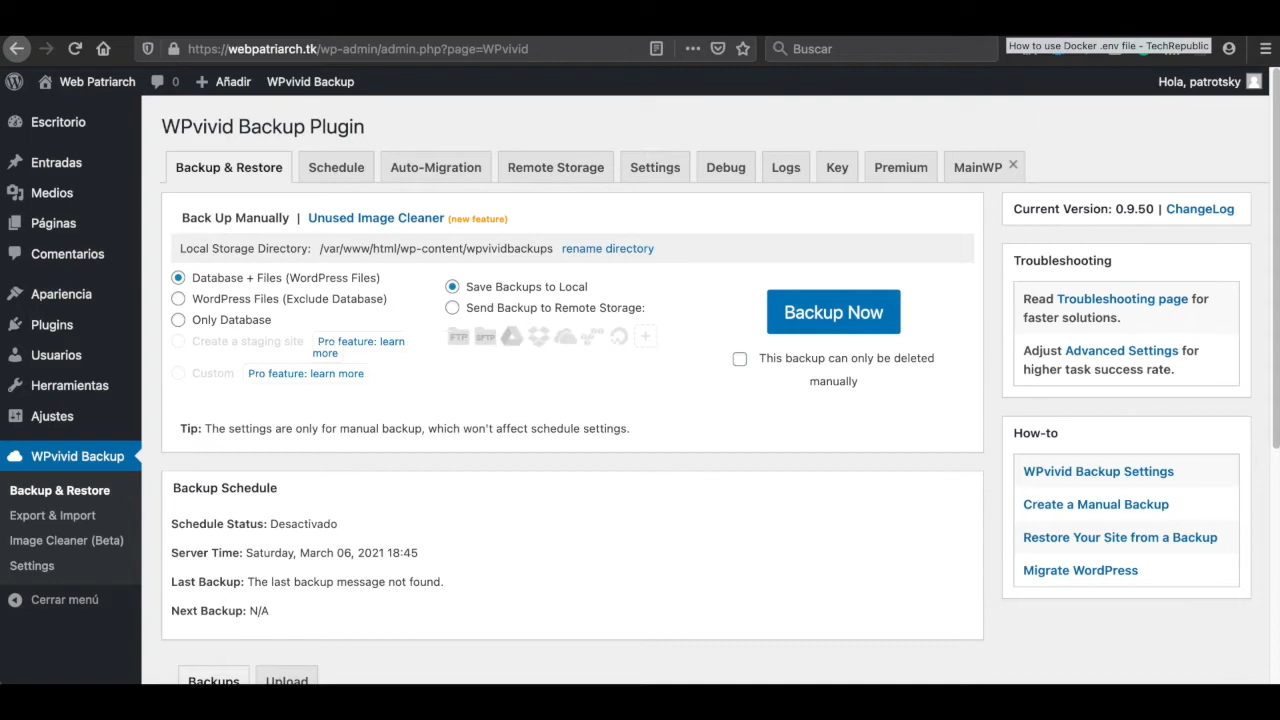 https://webpatriarch.tk/wp-admin/admin.php?page=WPvivid
Buscar
How to use Docker .env file - TechRepublic
Web Patriarch
0
Añadir
WPvivid Backup
Hola, patrotsky
Escritorio
Entradas
Medios
Páginas
Comentarios
Apariencia
Plugins
Usuarios
Herramientas
Ajustes
WPvivid Backup
Backup & Restore
Export & Import
Image Cleaner (Beta)
Settings
Cerrar menú
WPvivid Backup Plugin
Backup & Restore
Schedule
Auto-Migration
Remote Storage
Settings
Debug
Logs
Key
Premium
MainWP
Back Up Manually | Unused Image Cleaner (new feature)
Local Storage Directory: /var/www/html/wp-content/wpvividbackups rename directory
Database + Files (WordPress Files)
WordPress Files (Exclude Database)
Only Database
Create a staging site Pro feature: learn
more
Custom Pro feature: learn more
Save Backups to Local
Send Backup to Remote Storage:
FTP
SFTP
Backup Now
This backup can only be deleted
manually
Tip: The settings are only for manual backup, which won't affect schedule settings.
Backup Schedule
Schedule Status: Desactivado
Server Time: Saturday, March 06, 2021 18:45
Last Backup: The last backup message not found.
Next Backup: N/A
Backups
Upload
Current Version: 0.9.50 | ChangeLog
Troubleshooting
Read Troubleshooting page for
faster solutions.
Adjust Advanced Settings for
higher task success rate.
How-to
WPvivid Backup Settings
Create a Manual Backup
Restore Your Site from a Backup
Migrate WordPress